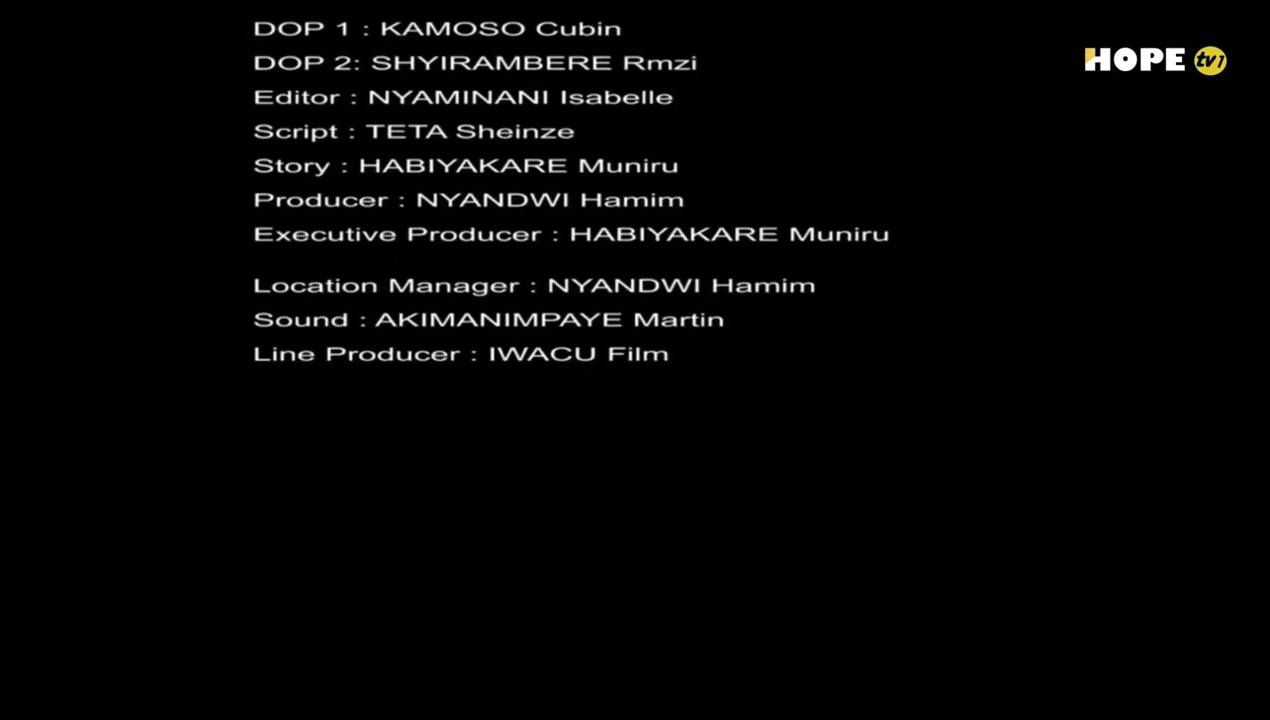 DOP 1 : KAMOSO Cubin
HOPE tv1
DOP 2: SHYIRAMBERE Rmzi
Editor : NYAMINANI Isabelle
Script : TETA Sheinze
Story : HABIYAKARE Muniru
Producer : NYANDWI Hamim
Executive Producer : HABIYAKARE Muniru
Location Manager : NYANDWI Hamim
Sound : AKIMANIMPAYE Martin
Line Producer : IWACU Film